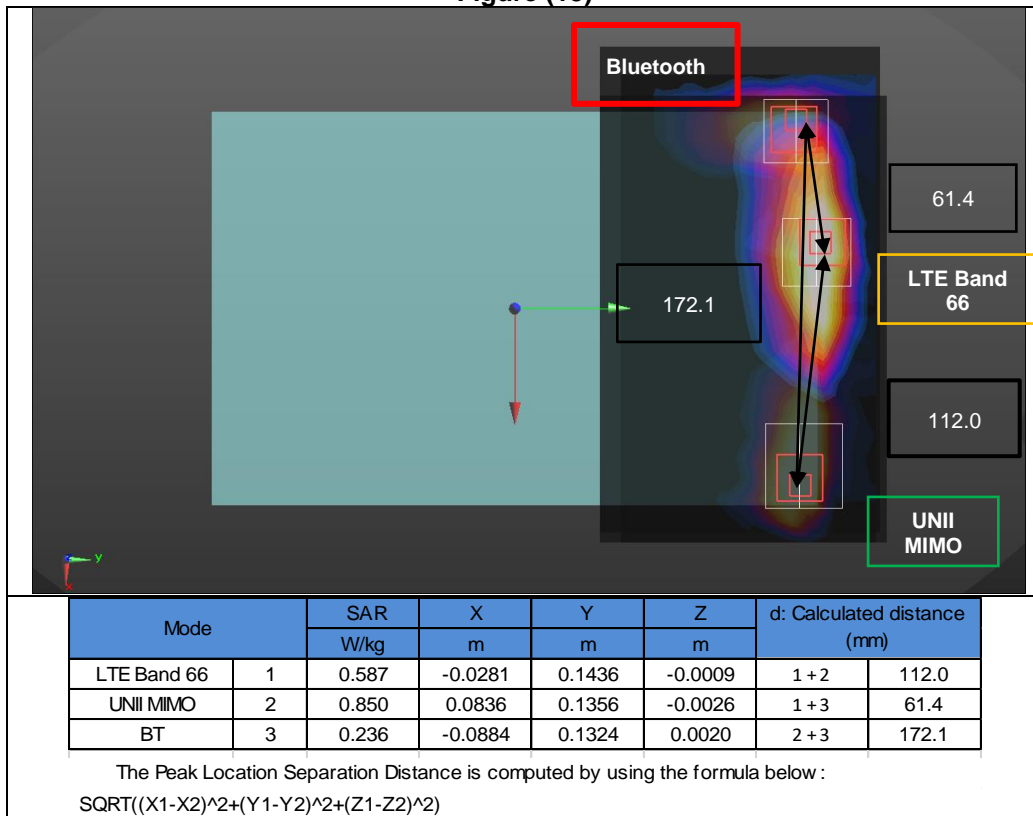 Bluetooth
61.4
LTE Band
66
172.1
112.0
UNII
MIMO
y
x
Mode SAR X Y Z d: Calculated distance
(mm)
W/kg m m m
LTE Band 66 1 0.587 -0.0281 0.1436 -0.0009 1 + 2 112.0
UNII MIMO 2 0.850 0.0836 0.1356 -0.0026 1 + 3 61.4
BT 3 0.236 -0.0884 0.1324 0.0020 2 + 3 172.1
The Peak Location Separation Distance is computed by using the formula below :
SQRT((X1-X2)^2+(Y1-Y2)^2+(Z1-Z2)^2)